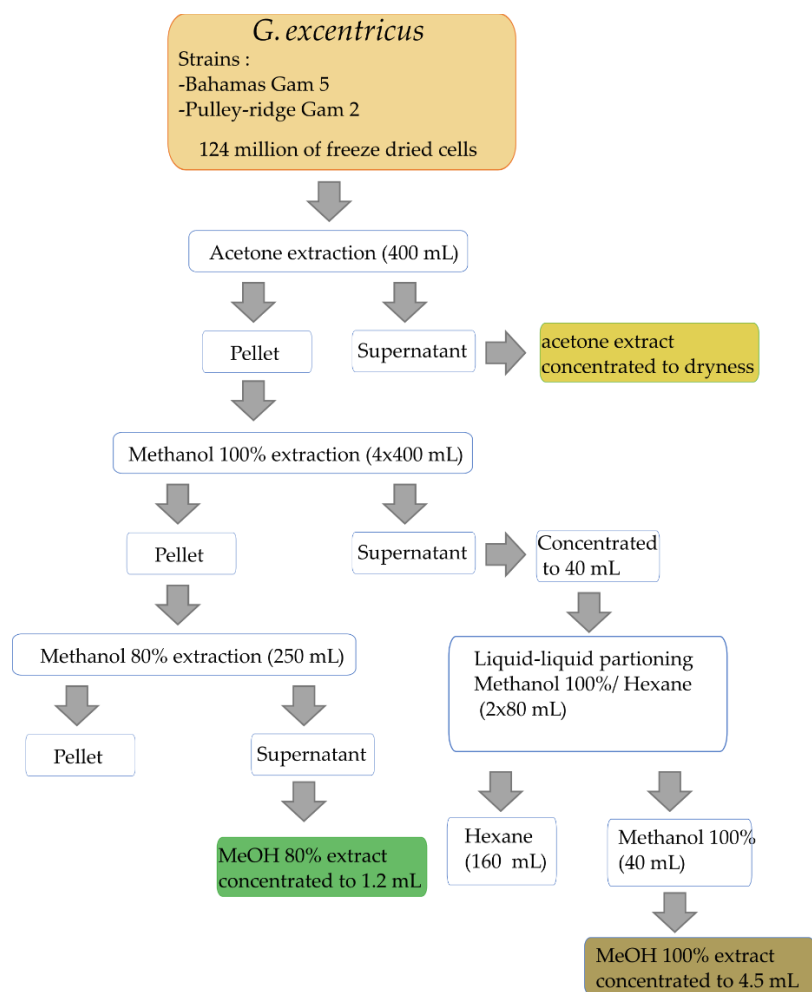 G. excentricus
Strains :
-Bahamas Gam 5
-Pulley-ridge Gam 2
124 million of freeze dried cells
Acetone extraction (400 mL)
Pellet
Supernatant
acetone extract
concentrated to dryness
Methanol 100% extraction (4x400 mL)
Pellet
Supernatant
Concentrated
to 40 mL
Methanol 80% extraction (250 mL)
Liquid-liquid partioning
Methanol 100%/ Hexane
(2x80 mL)
Pellet
Supernatant
Hexane
(160 mL)
Methanol 100%
(40 mL)
MeOH 80% extract
concentrated to 1.2 mL
MeOH 100% extract
concentrated to 4.5 mL